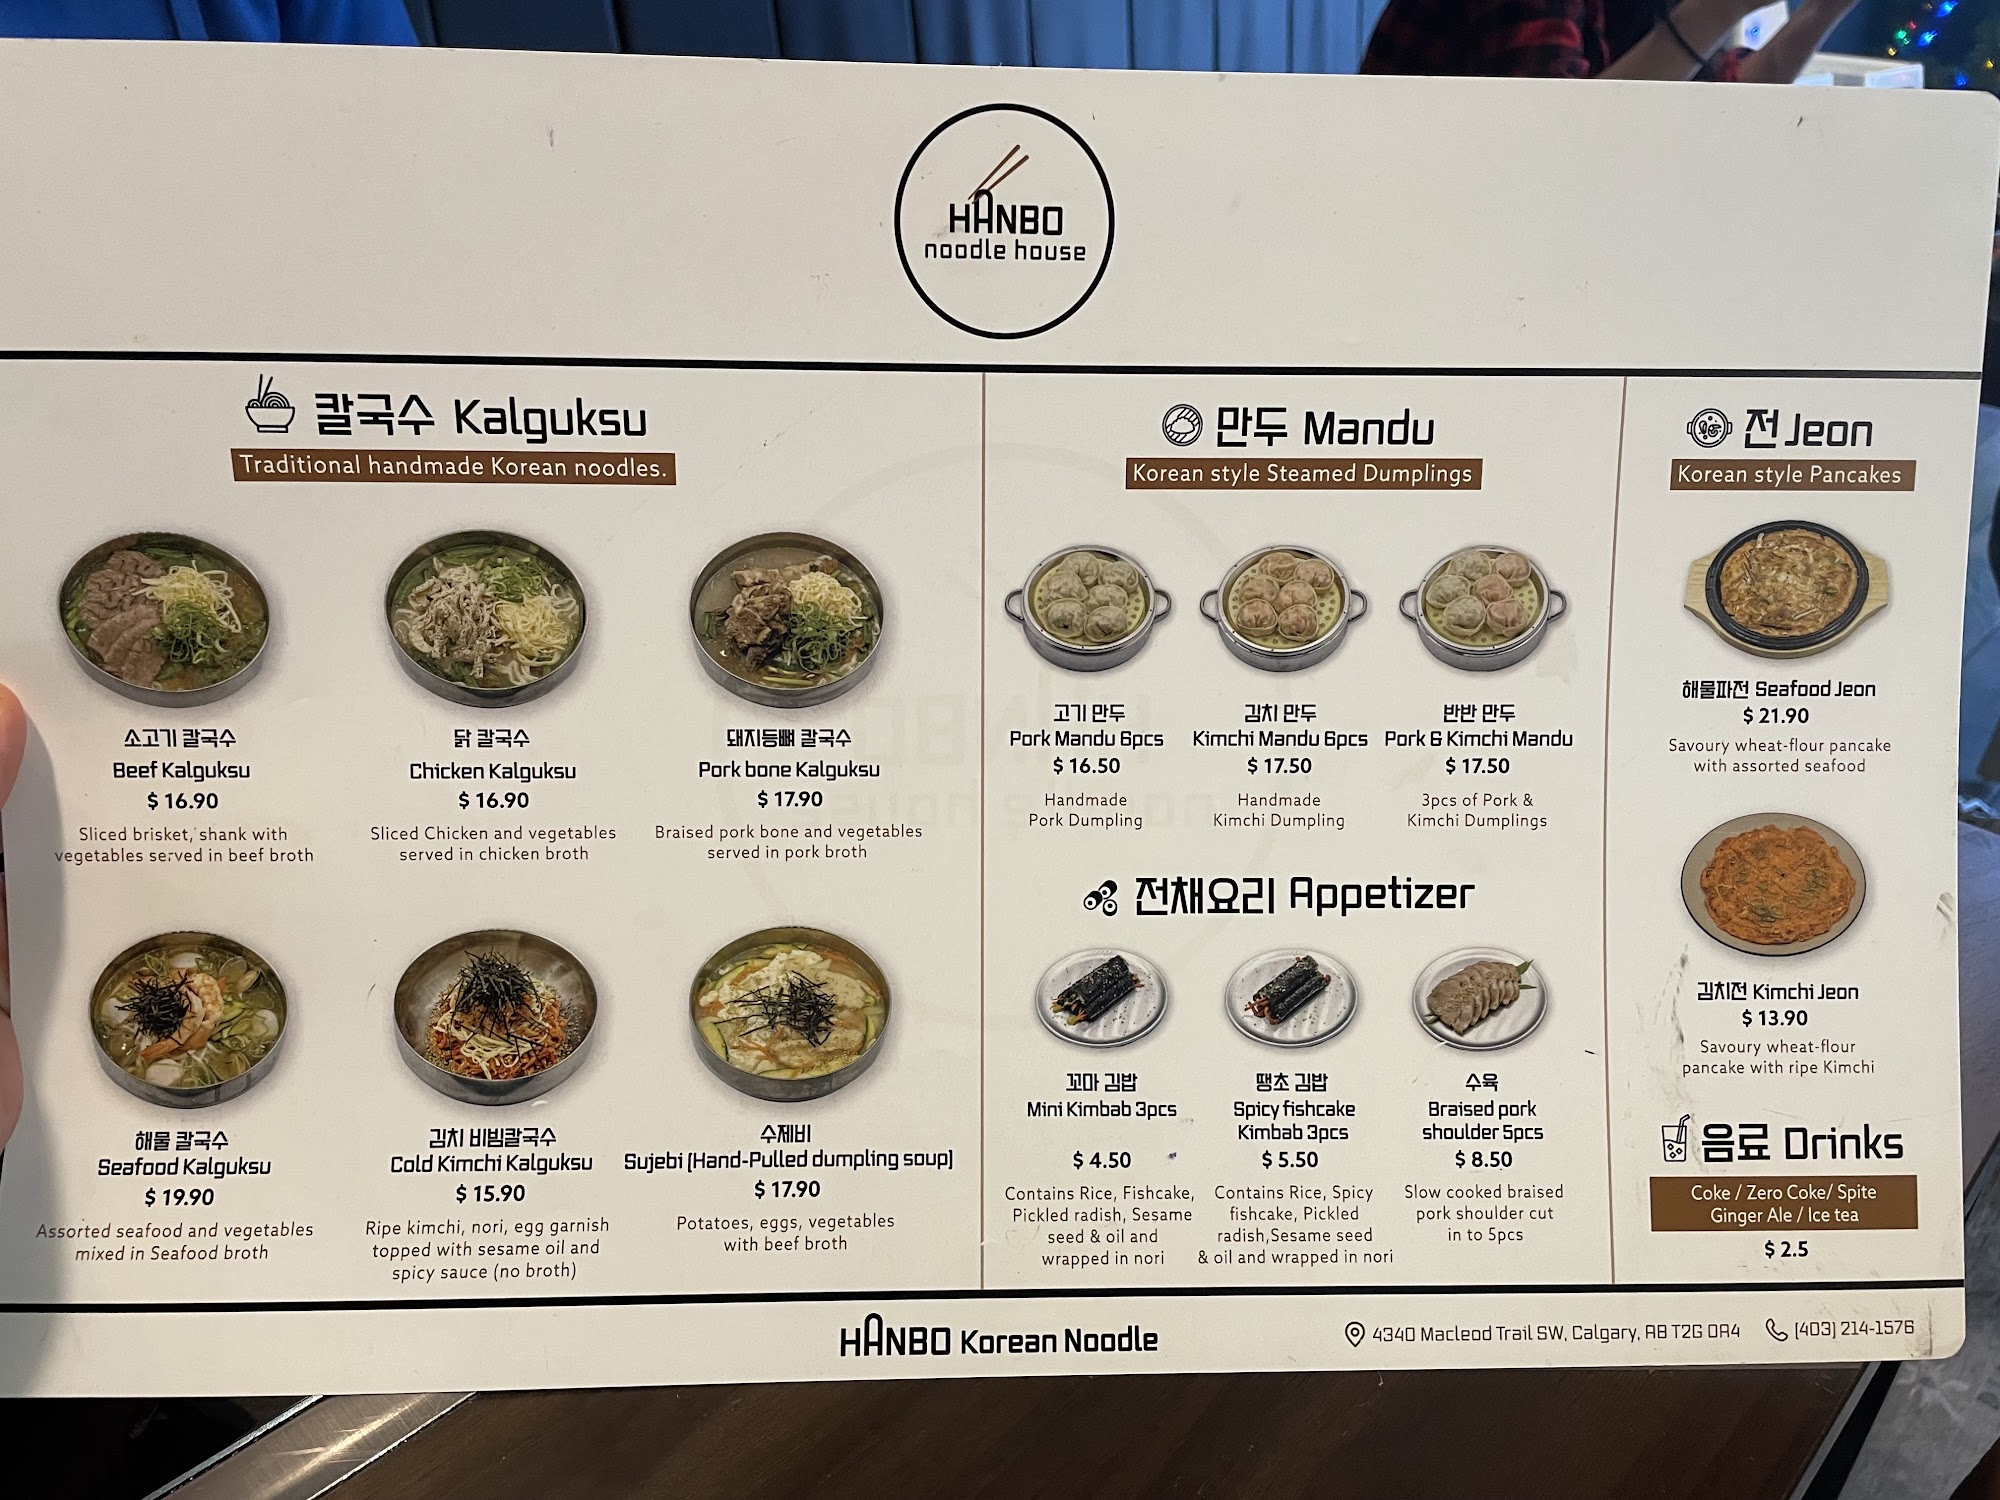 HANBO
noodle house
칼국수 Kalguksu
Traditional handmade Korean noodles.
소고기 칼국수
Beef Kalguksu
$ 16.90
Sliced brisket, shank with
vegetables served in beef broth
닭 칼국수
Chicken Kalguksu
$ 16.90
Sliced Chicken and vegetables
served in chicken broth
돼지등뼈 칼국수
Pork bone Kalguksu
$ 17.90
Braised pork bone and vegetables
served in pork broth
해물 칼국수
Seafood Kalguksu
$ 19.90
Assorted seafood and vegetables
mixed in Seafood broth
김치 비빔칼국수
Cold Kimchi Kalguksu
$ 15.90
Ripe kimchi, nori, egg garnish
topped with sesame oil and
spicy sauce (no broth)
수제비
Sujebi (Hand-Pulled dumpling soup)
$ 17.90
Potatoes, eggs, vegetables
with beef broth
만두 Mandu
Korean style Steamed Dumplings
고기 만두
Pork Mandu 6pcs
$ 16.50
Handmade
Pork Dumpling
김치 만두
Kimchi Mandu 6pcs
$ 17.50
Handmade
Kimchi Dumpling
반반 만두
Pork & Kimchi Mandu
$ 17.50
3pcs of Pork &
Kimchi Dumplings
전채요리 Appetizer
꼬마 김밥
Mini Kimbab 3pcs
$ 4.50
Contains Rice, Fishcake,
Pickled radish, Sesame
seed & oil and
wrapped in nori
땡초 김밥
Spicy fishcake
Kimbab 3pcs
$ 5.50
Contains Rice, Spicy
fishcake, Pickled
radish,Sesame seed
& oil and wrapped in nori
수육
Braised pork
shoulder 5pcs
$ 8.50
Slow cooked braised
pork shoulder cut
in to 5pcs
전 Jeon
Korean style Pancakes
해물파전 Seafood Jeon
$ 21.90
Savoury wheat-flour pancake
with assorted seafood
김치전 Kimchi Jeon
$ 13.90
Savoury wheat-flour
pancake with ripe Kimchi
음료 Drinks
Coke / Zero Coke/ Spite
Ginger Ale / Ice tea
$ 2.5
HANBO Korean Noodle
4340 Macleod Trail SW, Calgary, AB T2G 0A4
(403) 214-1576